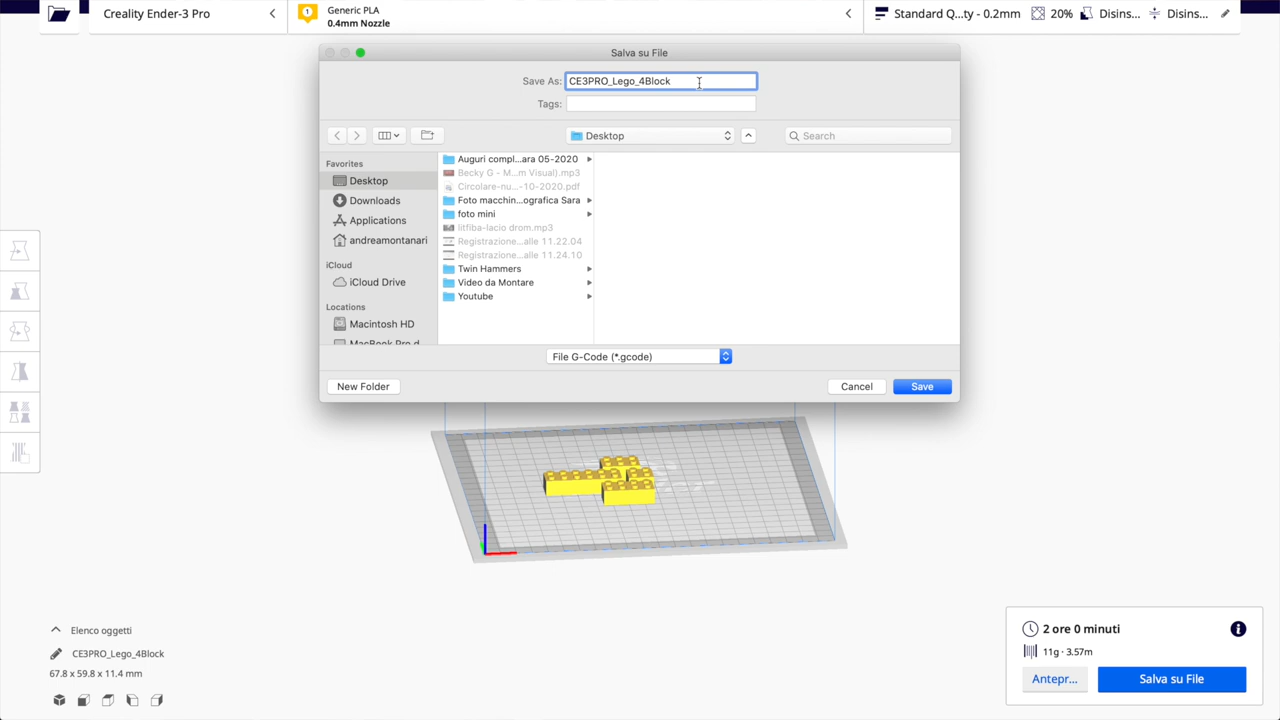 Creality Ender-3 Pro
1
Generic PLA
0.4mm Nozzle
Standard Q...ty - 0.2mm
20%
Disins...
Disins...
Salva su File
Save As: CE3PRO_Lego_4Block
Tags:
Desktop
Search
Favorites
Desktop
Downloads
Applications
andreamontanari
iCloud
iCloud Drive
Locations
Macintosh HD
MacBook Pro d
Auguri compl...ara 05-2020
Becky G - M...m Visual).mp3
Circolare-nu...-10-2020.pdf
Foto macchin...ografica Sara
foto mini
litfiba-lacio drom.mp3
Registrazione...alle 11.22.04
Registrazione...alle 11.24.10
Twin Hammers
Video da Montare
Youtube
File G-Code (*.gcode)
New Folder
Cancel
Save
Elenco oggetti
CE3PRO_Lego_4Block
67.8 x 59.8 x 11.4 mm
2 ore 0 minuti
11g · 3.57m
Antepr...
Salva su File